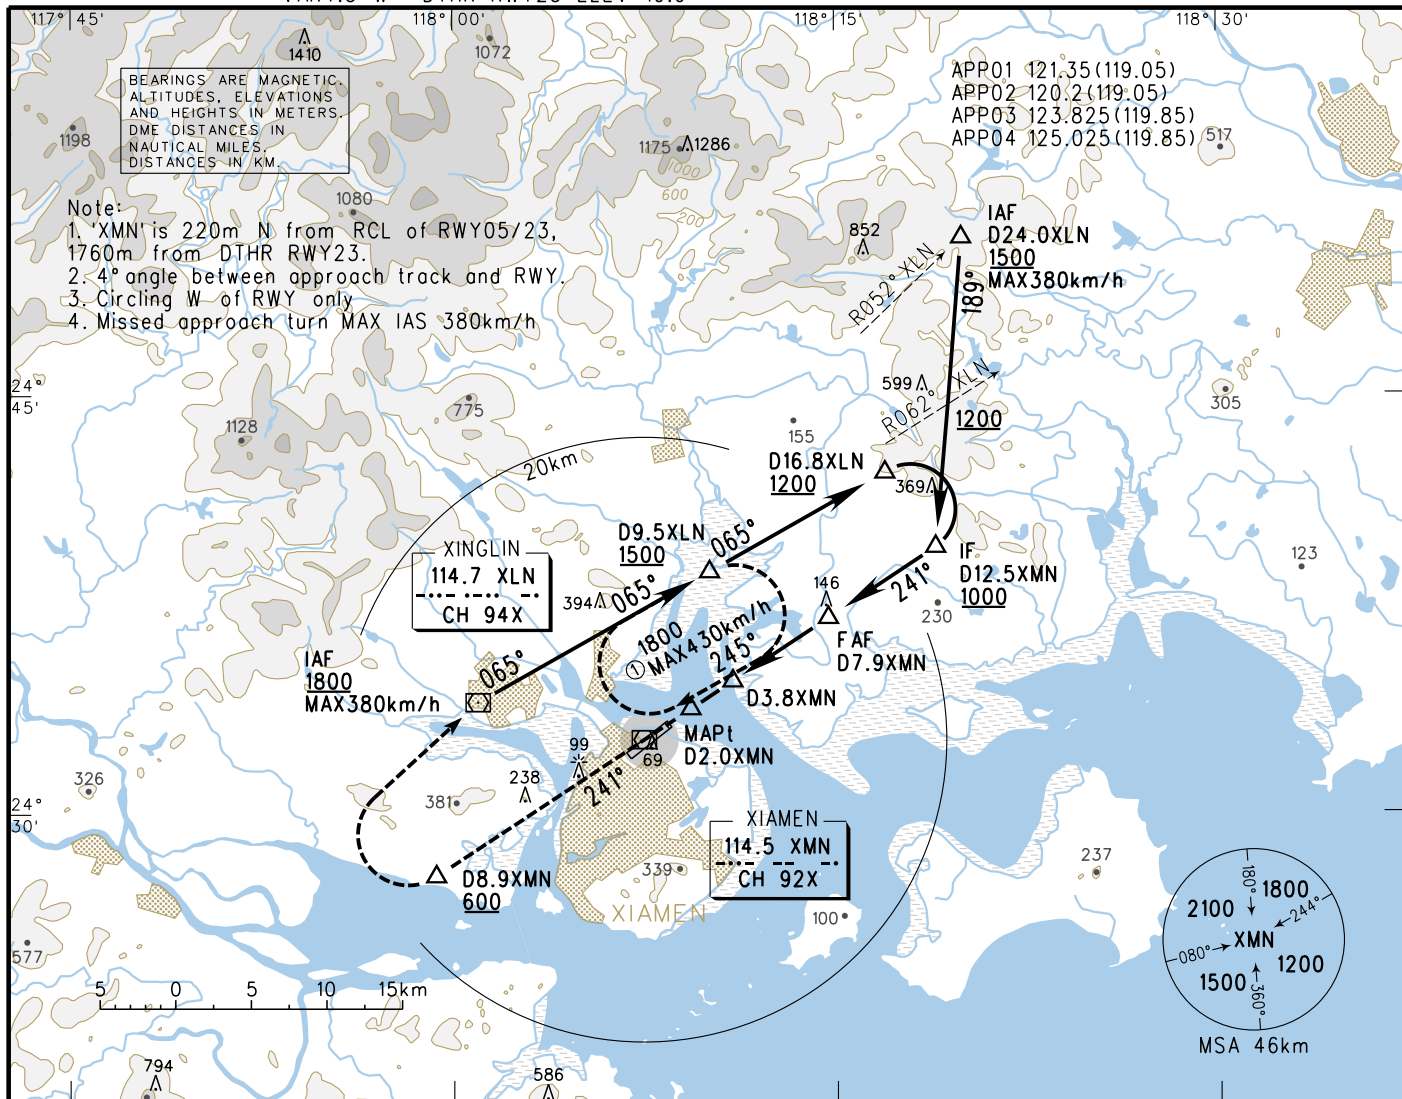 117° 45'
118° 00'
118° 15'
118° 30'
1410
1072
BEARINGS ARE MAGNETIC.
ALTITUDES, ELEVATIONS
AND HEIGHTS IN METERS.
DME DISTANCES IN
NAUTICAL MILES,
DISTANCES IN KM.
APP01 121.35(119.05)
APP02 120.2(119.05)
APP03 123.825(119.85)
APP04 125.025(119.85)
517
1198
1175
1286
1000
600
200
1080
Note:
1. 'XMN' is 220m N from RCL of RWY05/23,
1760m from DTHR RWY23.
2. 4° angle between approach track and RWY.
3. Circling W of RWY only
4. Missed approach turn MAX IAS 380km/h
852
R052° XLN
IAF
D24.0XLN
1500
MAX380km/h
189°
24°
45'
775
1128
599
R062° XLN
1200
305
155
20km
D16.8XLN
1200
369
D9.5XLN
1500
065°
XINGLIN
114.7 XLN
CH 94X
394
065°
146
241°
IF
D12.5XMN
1000
230
123
1800
① MAX430km/h
245°
FAF
D7.9XMN
IAF
1800
MAX380km/h
065°
D3.8XMN
MAPt
D2.0XMN
69
99
241°
238
381
326
24°
30'
XIAMEN
114.5 XMN
CH 92X
339
237
D8.9XMN
600
XIAMEN
100
577
180°
1800
2100
244°
XMN
080°
1200
1500
360°
MSA 46km
5 0 5 10 15km
794
586